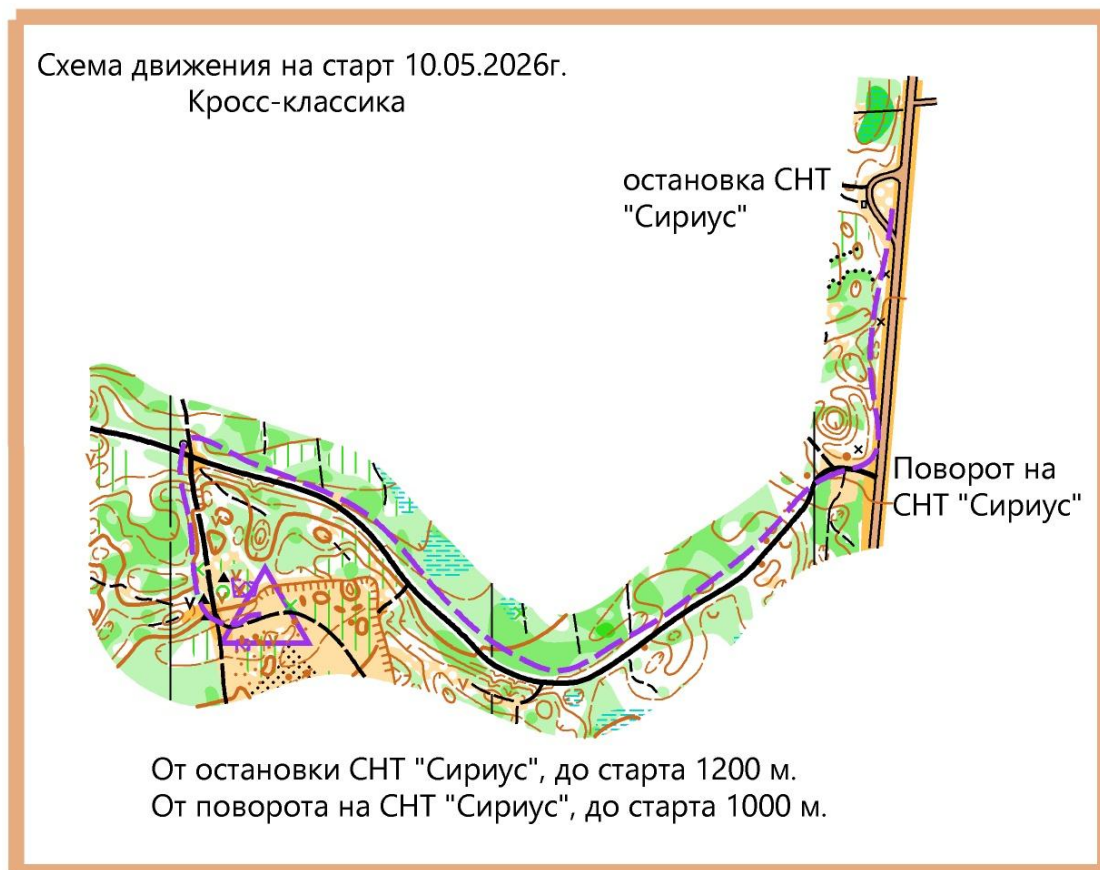 Схема движения на старт 10.05.2026г.
Кросс-классика
остановка СНТ
"Сириус"
Поворот на
СНТ "Сириус"
От остановки СНТ "Сириус", до старта 1200 м.
От поворота на СНТ "Сириус", до старта 1000 м.